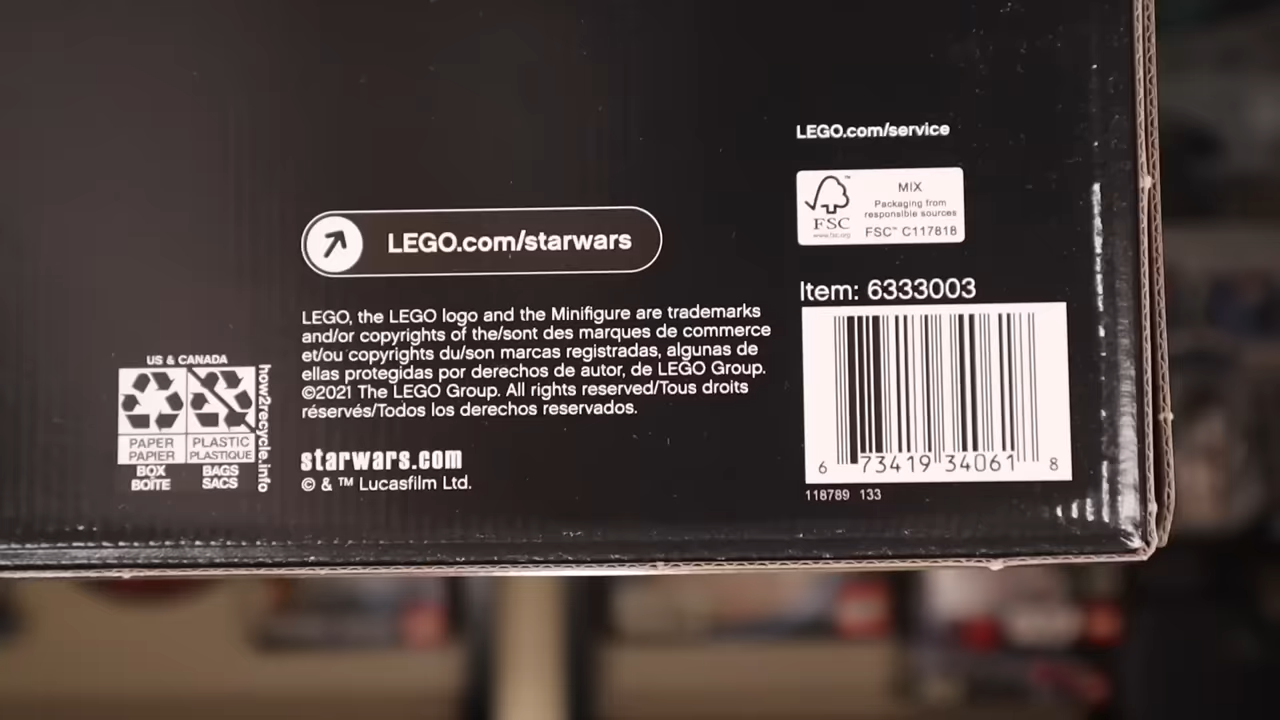 LEGO.com/service
FSC™
www.fsc.org
MIX
Packaging from
responsible sources
FSC™ C117818
LEGO.com/starwars
Item: 6333003
LEGO, the LEGO logo and the Minifigure are trademarks
and/or copyrights of the/sont des marques de commerce
et/ou copyrights du/son marcas registradas, algunas de
ellas protegidas por derechos de autor, de LEGO Group.
©2021 The LEGO Group. All rights reserved/Tous droits
réservés/Todos los derechos reservados.
US & CANADA
PAPER
PAPIER
BOX
BOÎTE
PLASTIC
PLASTIQUE
BAGS
SACS
how2recycle.info
starwars.com
© & ™ Lucasfilm Ltd.
6 73419 34061 8
118789 133